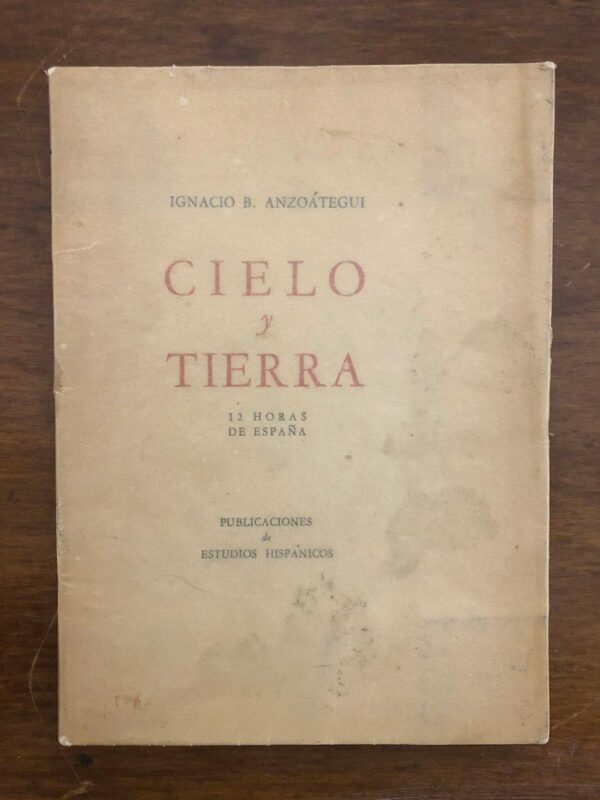 IGNACIO B. ANZOÁTEGUI
CIELO
y
TIERRA
12 HORAS
DE ESPAÑA
PUBLICACIONES
de
ESTUDIOS HISPÁNICOS